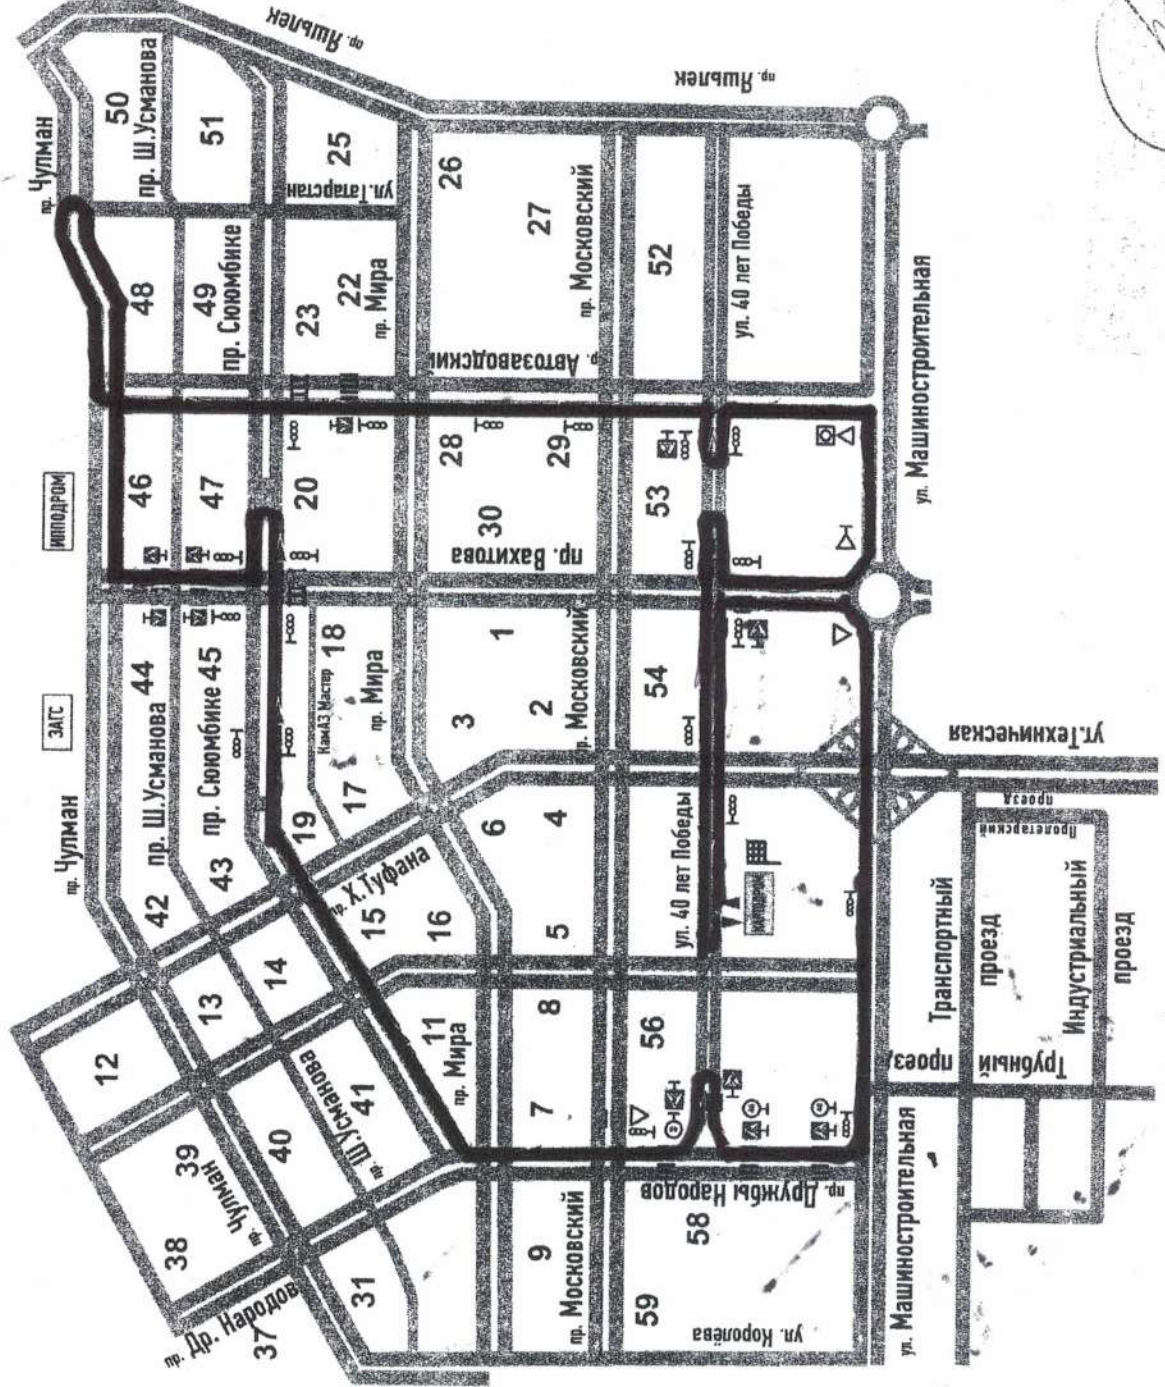 пр. Яшьлек
пр. Чулман
50
пр. Ш.Усманова
51
25
ул.Татарстан
26
пр. Яшьлек
48
49
пр. Сююмбике
23
22
пр. Мира
27
пр. Московский
52
ул. 40 лет Победы
Автозаводский
ИППОДРОМ
46
47
20
28
29
30
пр. Вахитова
53
ул. Машиностроительная
ЗАГС
44
пр. Ш.Усманова
45
пр. Сююмбике
КамАЗ Мастер 18
пр. Мира
1
3
2
Московский
54
ул.Техническая
пр. Чулман
42
43
19
17
пр. Х.Туфана
15
16
6
4
5
ул. 40 лет Победы
Пролетарский
проезд
12
13
14
11
пр. Мира
8
7
56
Транспортный
проезд
Индустриальный
проезд
Трубный
проезд
39
40
41
пр. Ш.Усманова
38
пр. Чулман
пр. Др. Народов
37
31
9
пр. Московский
пр. Дружбы Народов
58
59
ул. Королёва
ул. Машиностроительная